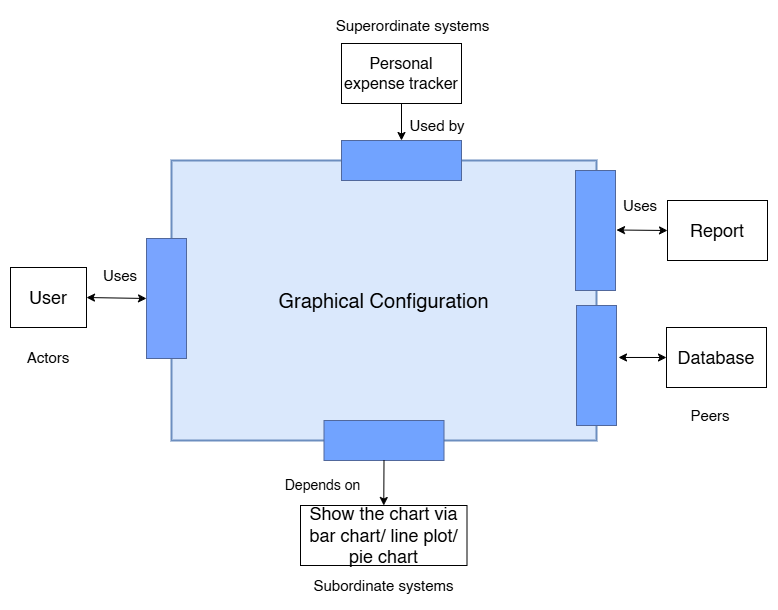 Superordinate systems
Personal
expense tracker
Used by
Uses
Report
Uses
User
Graphical Configuration
Actors
Database
Peers
Depends on
Show the chart via
bar chart/ line plot/
pie chart
Subordinate systems